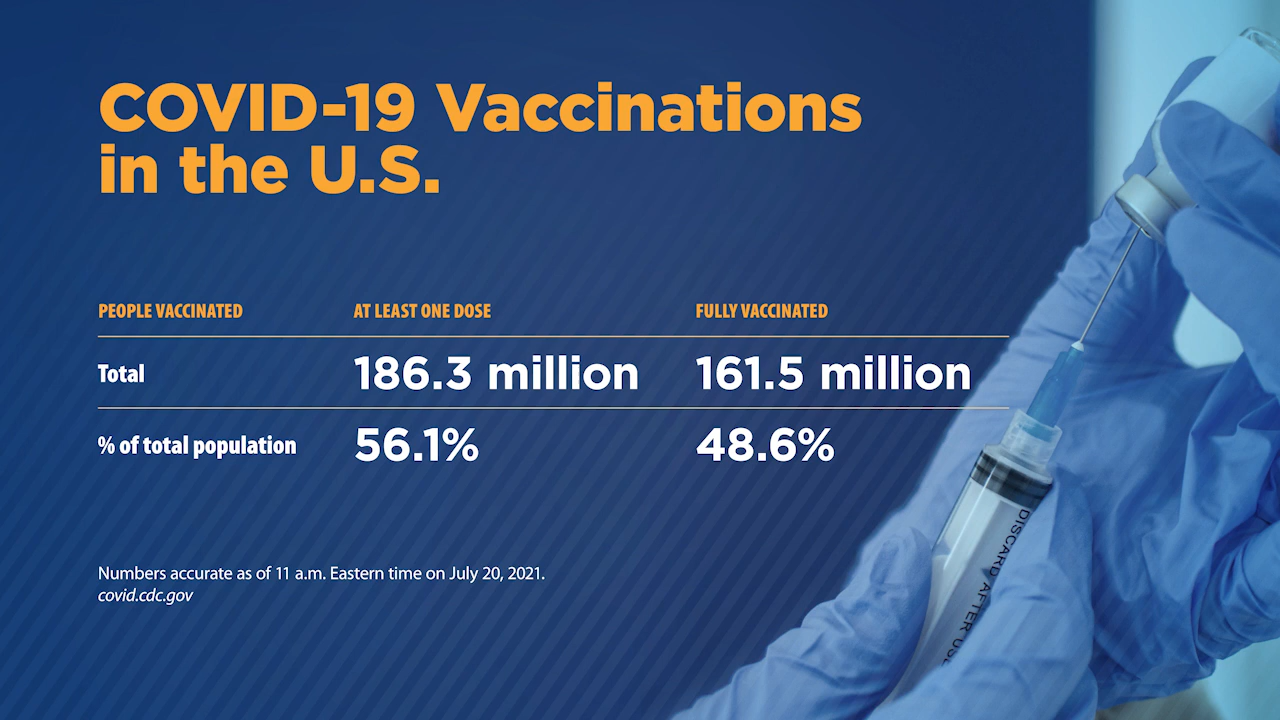 COVID-19 Vaccinations
in the U.S.
PEOPLE VACCINATED AT LEAST ONE DOSE FULLY VACCINATED
Total 186.3 million 161.5 million
% of total population 56.1% 48.6%
Numbers accurate as of 11 a.m. Eastern time on July 20, 2021.
covid.cdc.gov
DISCARD AFTER